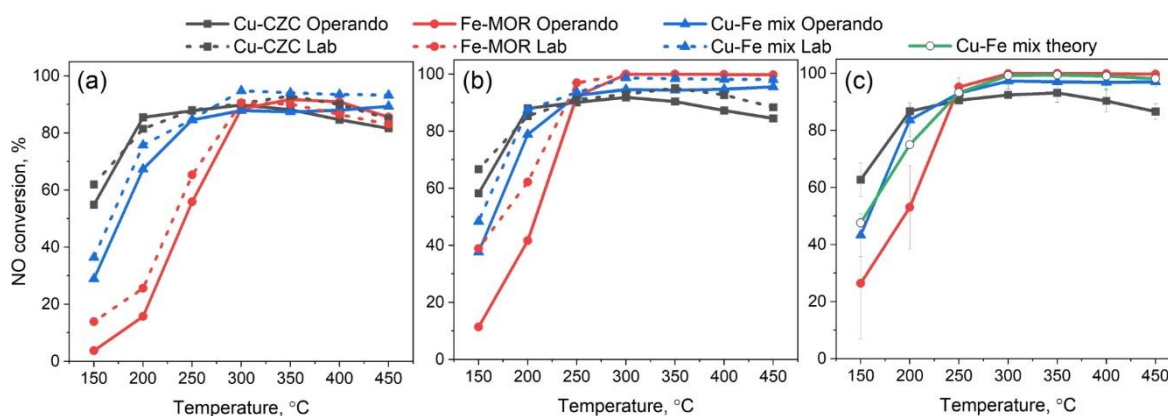 Cu-CZC Operando Fe-MOR Operando Cu-Fe mix Operando
Cu-CZC Lab Fe-MOR Lab Cu-Fe mix Lab Cu-Fe mix theory
NO conversion, %
(a)
100
80
60
40
20
0
150 200 250 300 350 400 450
Temperature, °C
(b)
100
80
60
40
20
0
150 200 250 300 350 400 450
Temperature, °C
(c)
100
80
60
40
20
0
150 200 250 300 350 400 450
Temperature, °C